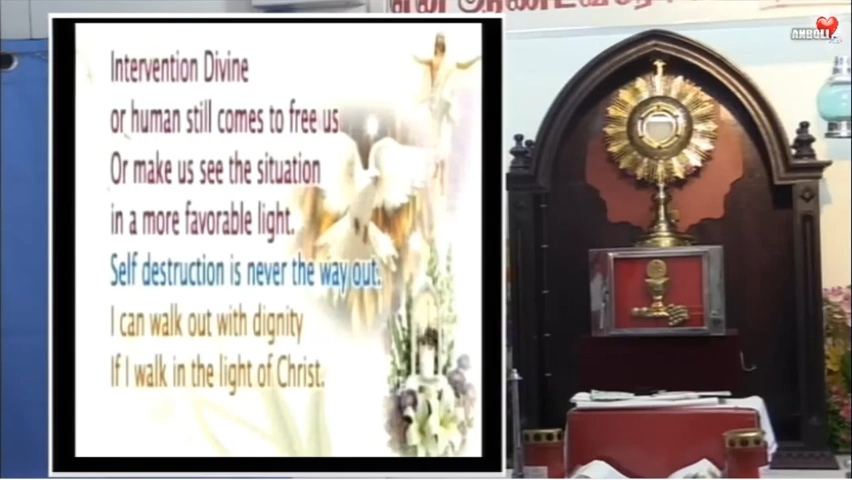 ANBOLI
Intervention Divine
or human still comes to free us
Or make us see the situation
in a more favorable light.
Self destruction is never the way out.
I can walk out with dignity
If I walk in the light of Christ.